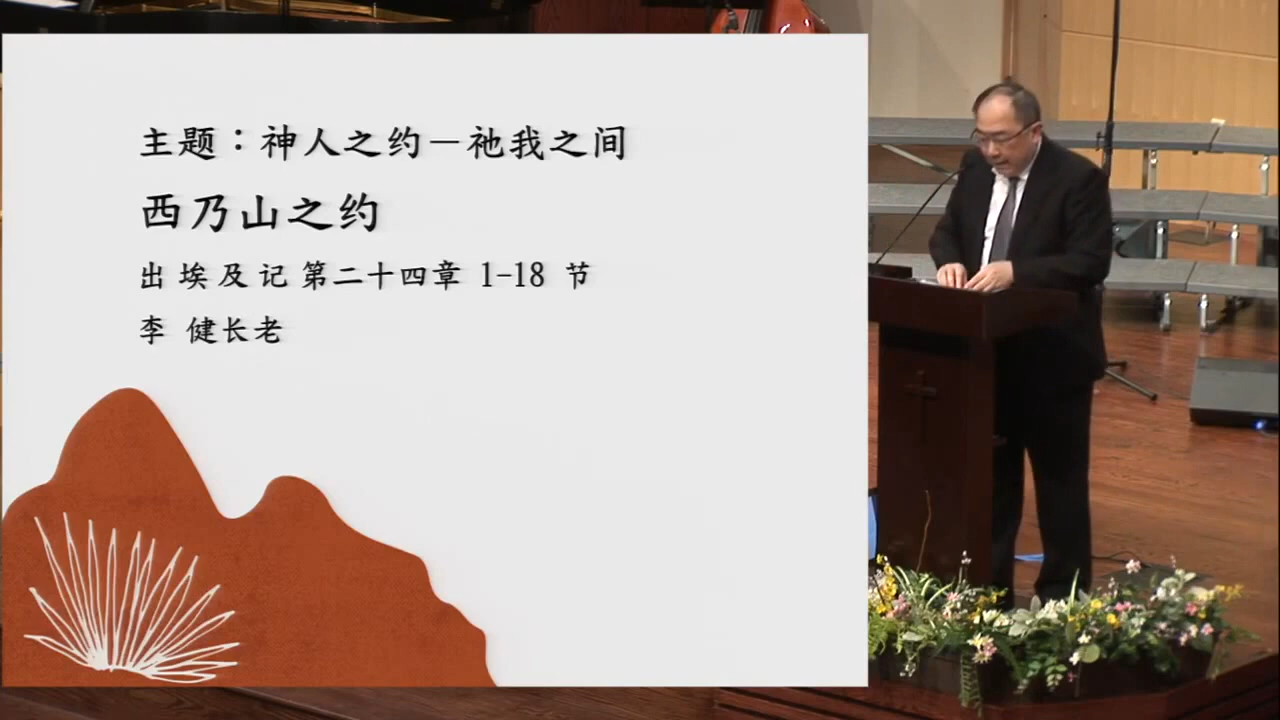 主题：神人之约－祂我之间
西乃山之约
出埃及记 第二十四章 1-18 节
李 健长老